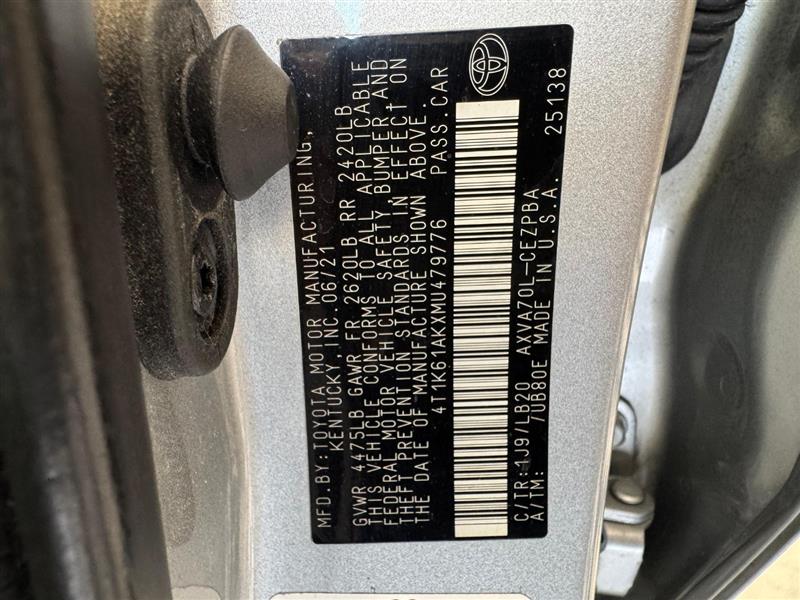 MFD. BY: TOYOTA MOTOR MANUFACTURING,
KENTUCKY, INC. 06/21
GVWR 4475LB GAWR FR 2620LB RR 2420LB
THIS VEHICLE CONFORMS TO ALL APPLICABLE
FEDERAL MOTOR VEHICLE SAFETY, BUMPER, AND
THEFT PREVENTION STANDARDS IN EFFECT ON
THE DATE OF MANUFACTURE SHOWN ABOVE.
4T1K61AKXMU479776 PASS. CAR
C/TR: 1J9/LB20 AXVA70L-CEZPBA
A/TM: /UB80E MADE IN U.S.A. 25138